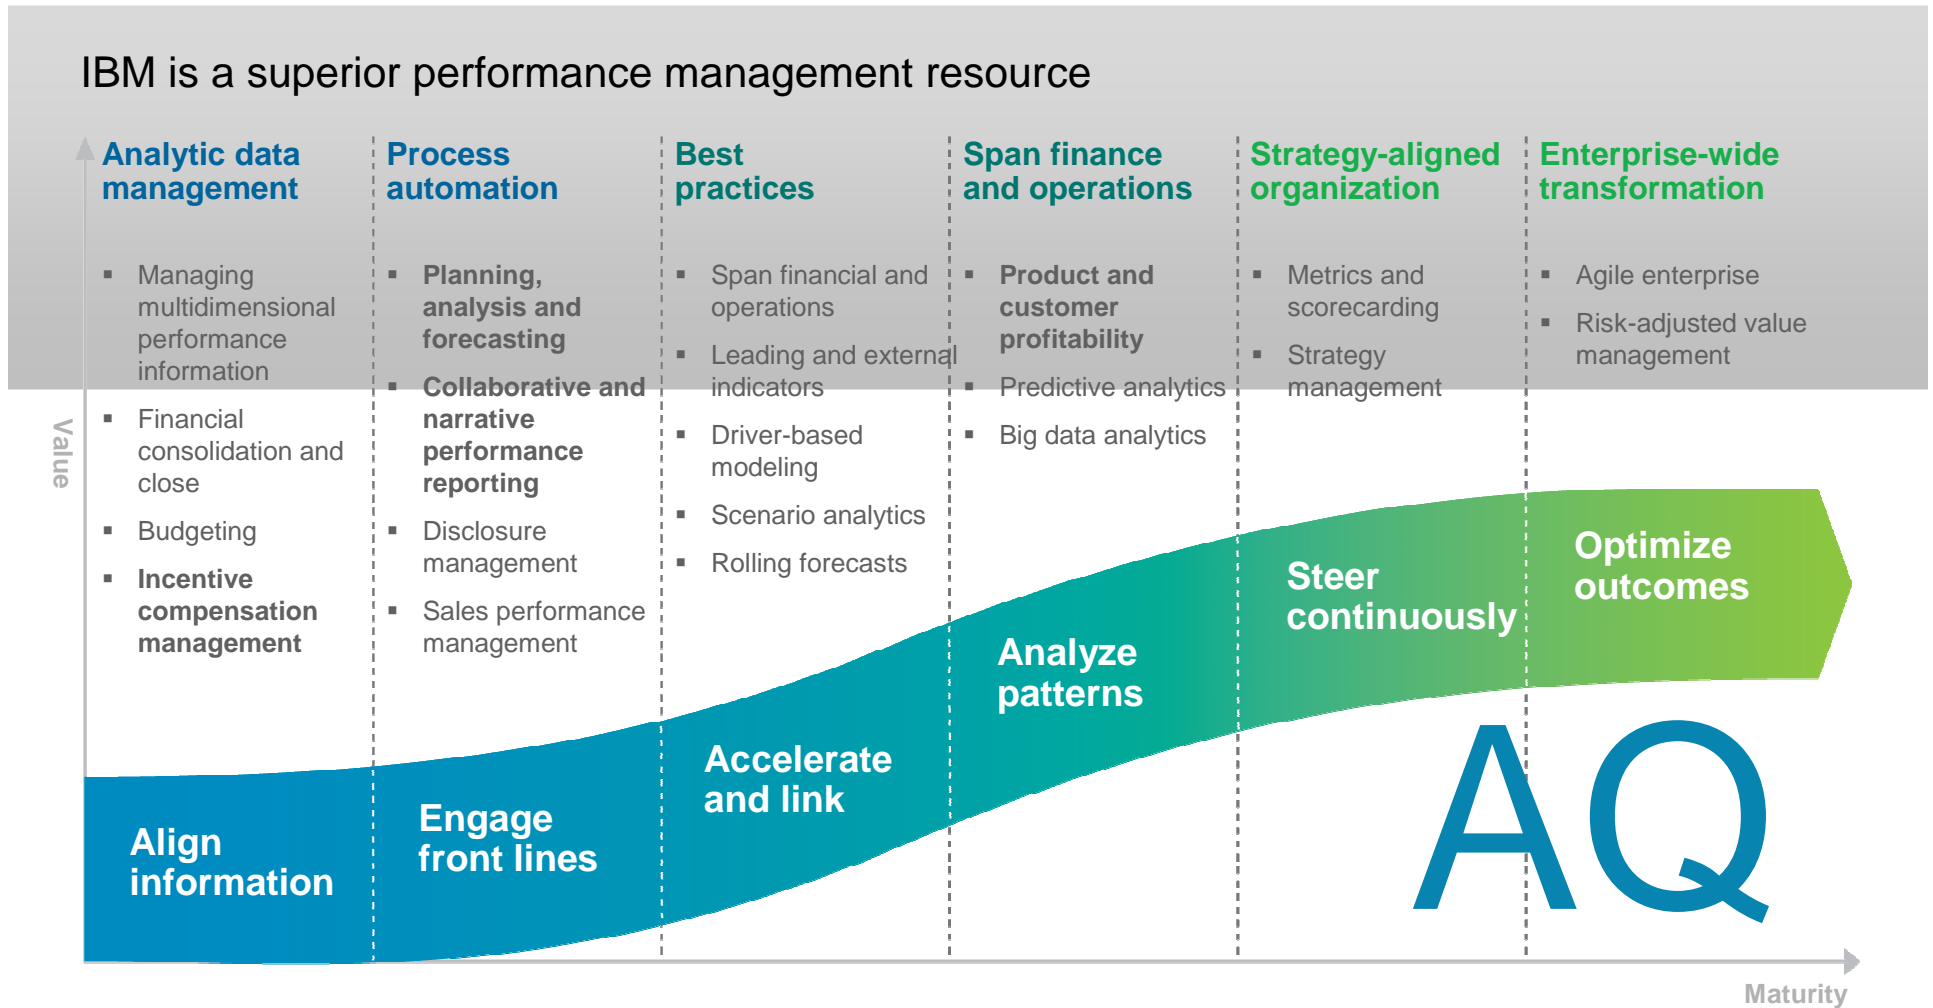 IBM is a superior performance management resource
Analytic data
management
▪ Managing
multidimensional
performance
information
▪ Financial
consolidation and
close
▪ Budgeting
▪ Incentive
compensation
management
Process
automation
▪ Planning,
analysis and
forecasting
▪ Collaborative and
narrative
performance
reporting
▪ Disclosure
management
▪ Sales performance
management
Best
practices
▪ Span financial and
operations
▪ Leading and external
indicators
▪ Driver-based
modeling
▪ Scenario analytics
▪ Rolling forecasts
Span finance
and operations
▪ Product and
customer
profitability
▪ Predictive analytics
▪ Big data analytics
Strategy-aligned
organization
▪ Metrics and
scorecarding
▪ Strategy
management
Enterprise-wide
transformation
▪ Agile enterprise
▪ Risk-adjusted value
management
Value
Align
information
Engage
front lines
Accelerate
and link
Analyze
patterns
Steer
continuously
Optimize
outcomes
AQ
Maturity